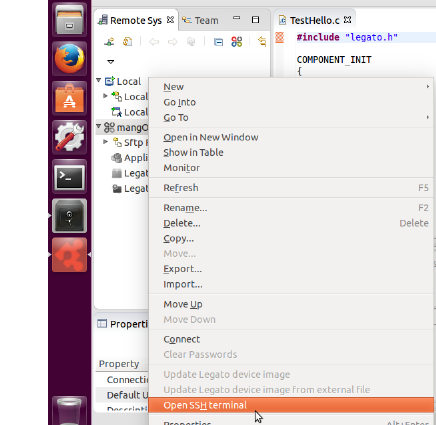 Remote Sys
Team
TestHello.c
#include "legato.h"
COMPONENT_INIT
{
Local
Local
Local
mangO
Sftp F
Applic
Legat
Legat
New
Go Into
Go To
Open in New Window
Show in Table
Monitor
Refresh F5
Rename... F2
Delete... Delete
Copy...
Move...
Export...
Import...
Move Up
Move Down
Connect
Clear Passwords
Update Legato device image
Update Legato device image from external file
Open SSH terminal
Properties Alt+Enter
Properti
Property
Connectio
Default U
Descriptio